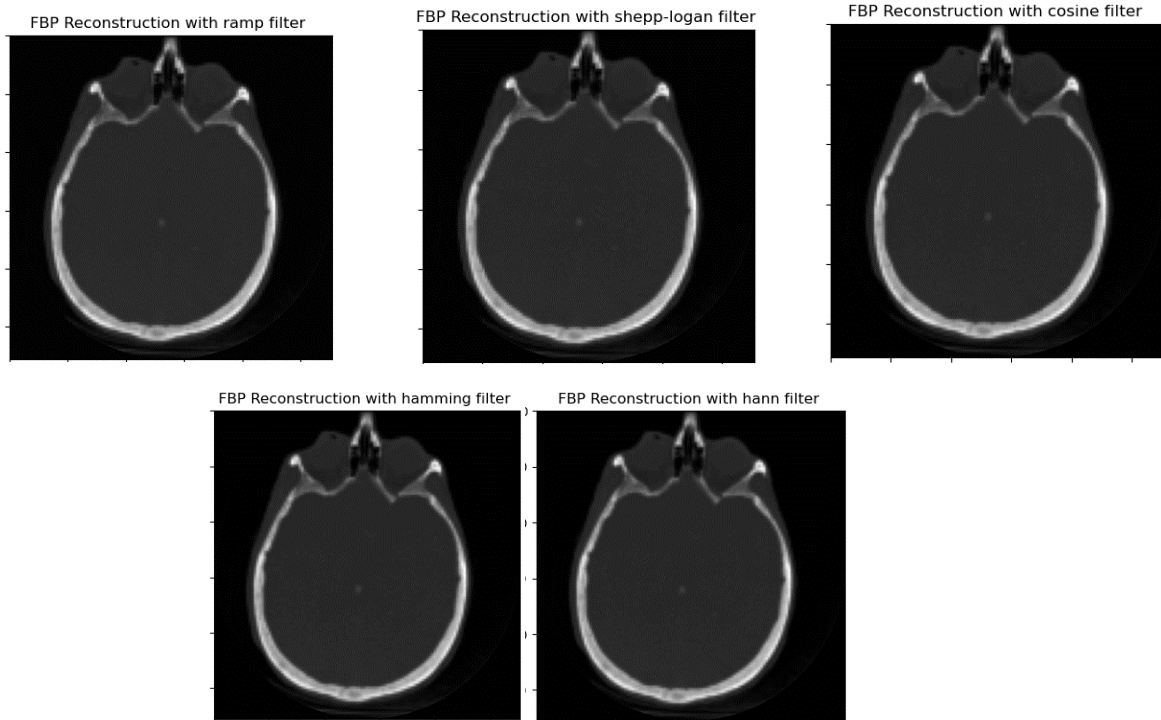 FBP Reconstruction with ramp filter
FBP Reconstruction with shepp-logan filter
FBP Reconstruction with cosine filter
FBP Reconstruction with hamming filter
FBP Reconstruction with hann filter